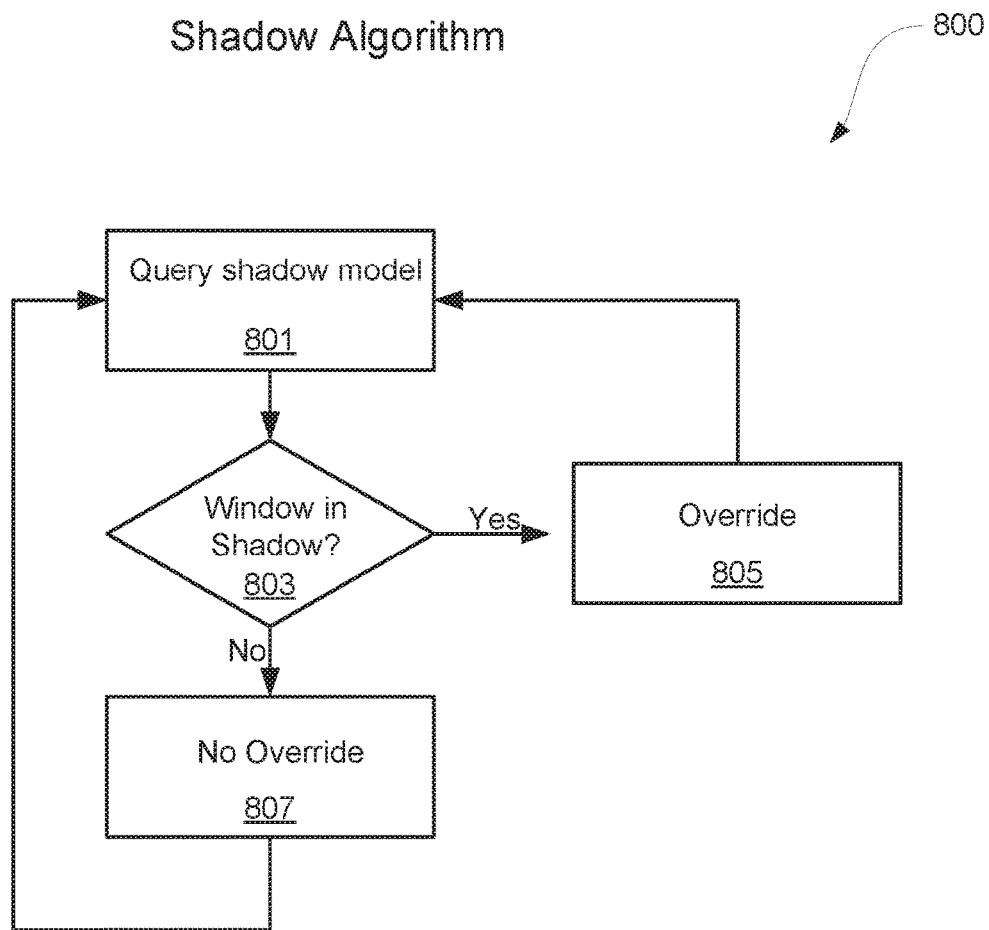 Shadow Algorithm
800
Query shadow model
801
Window in
Shadow?
803
Yes
Override
805
No
No Override
807